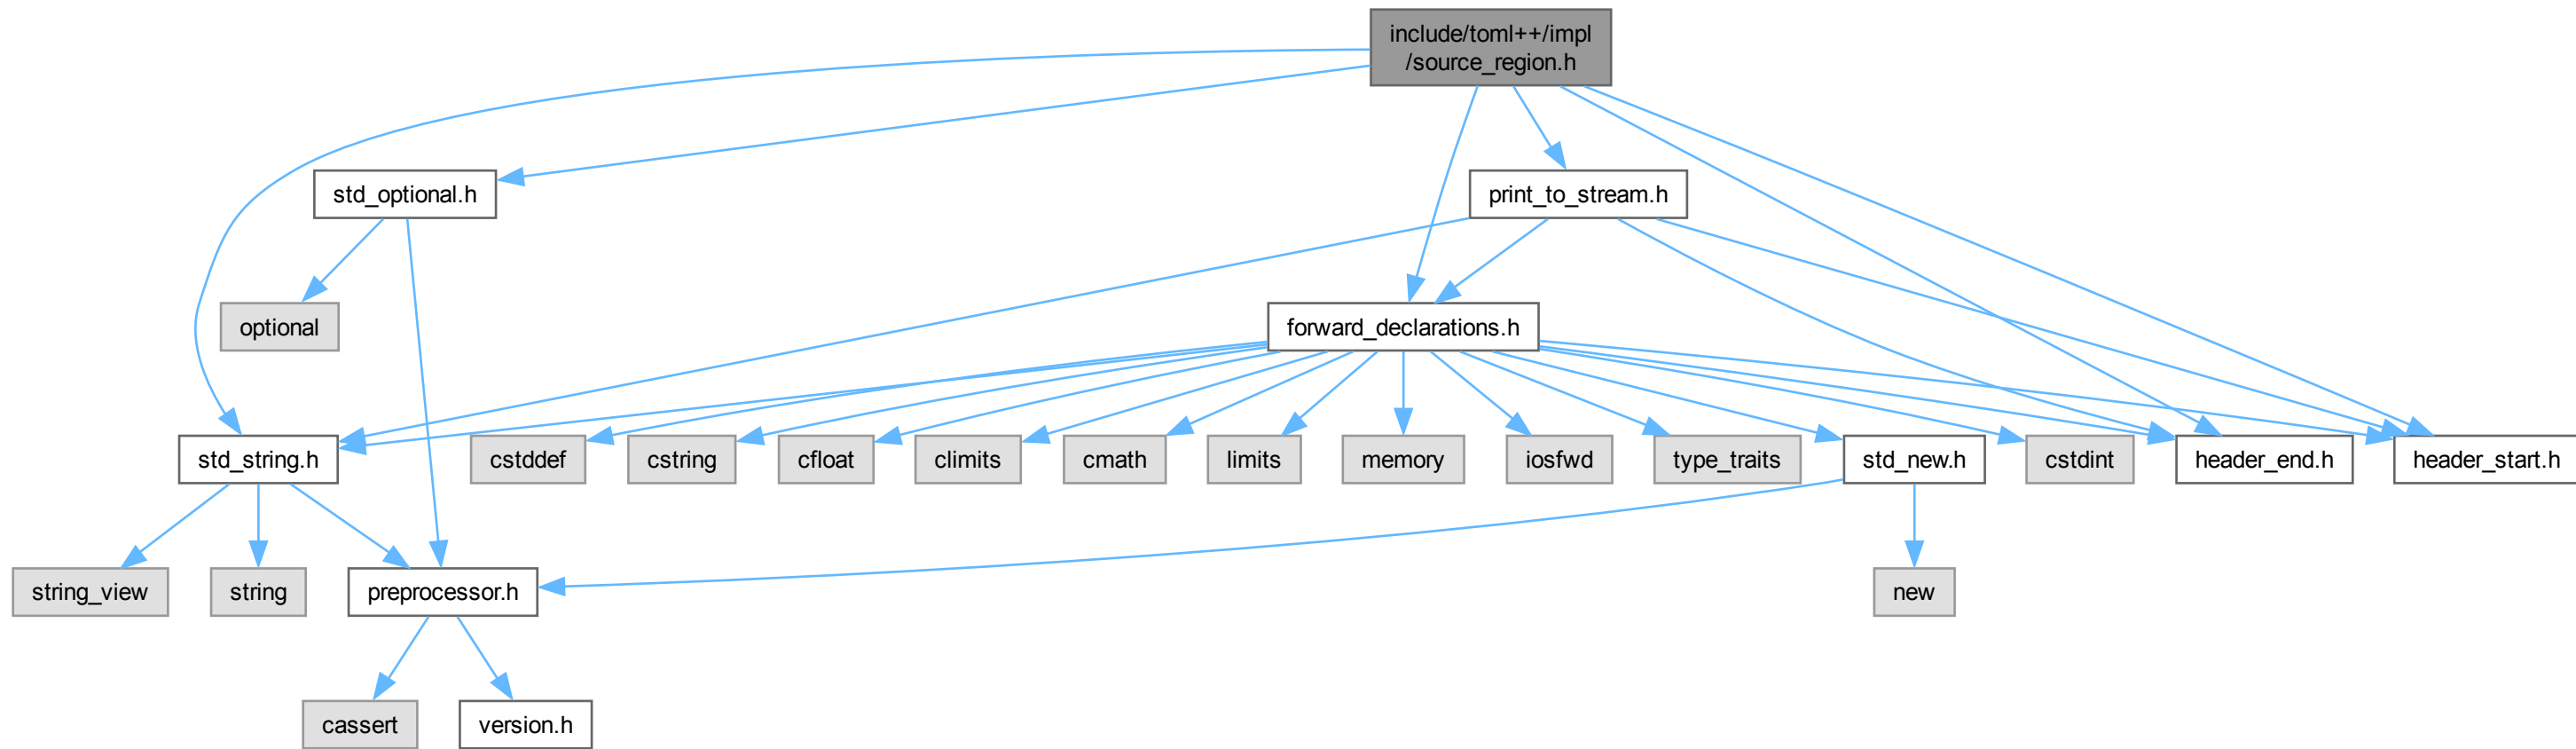 include/toml++/impl
/source_region.h
std_optional.h
print_to_stream.h
optional
forward_declarations.h
std_string.h
cstddef
cstring
cfloat
climits
cmath
limits
memory
iosfwd
type_traits
std_new.h
cstdint
header_end.h
header_start.h
string_view
string
preprocessor.h
new
cassert
version.h